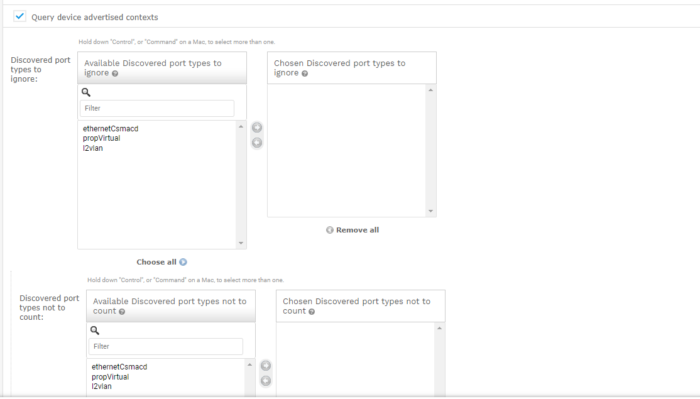 Query device advertised contexts
Hold down "Control", or "Command" on a Mac, to select more than one.
Discovered port
types to
ignore:
Available Discovered port types to
ignore
Chosen Discovered port types to
ignore
Filter
ethernetCsmacd
propVirtual
l2vlan
Remove all
Choose all
Hold down "Control", or "Command" on a Mac, to select more than one.
Discovered port
types not to
count:
Available Discovered port types not to
count
Chosen Discovered port types not to
count
Filter
ethernetCsmacd
propVirtual
l2vlan